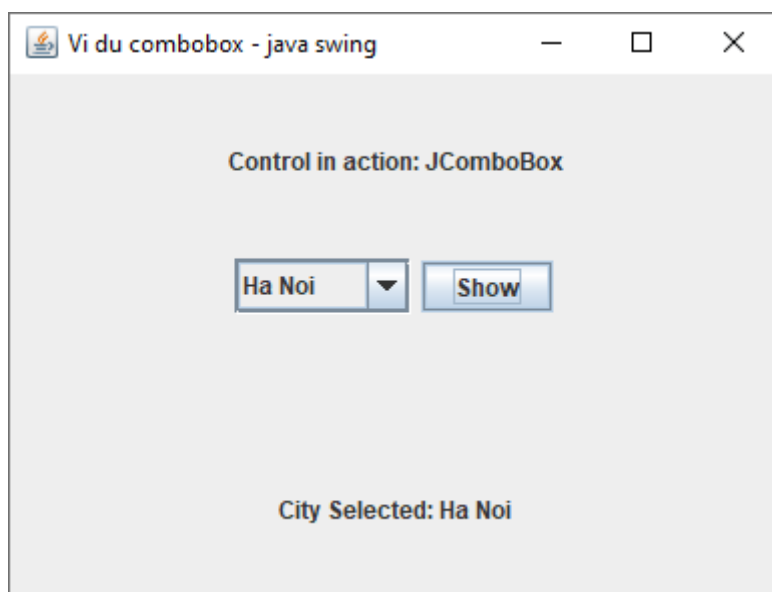 Vi du combobox - java swing
Control in action: JComboBox
Ha Noi
Show
City Selected: Ha Noi